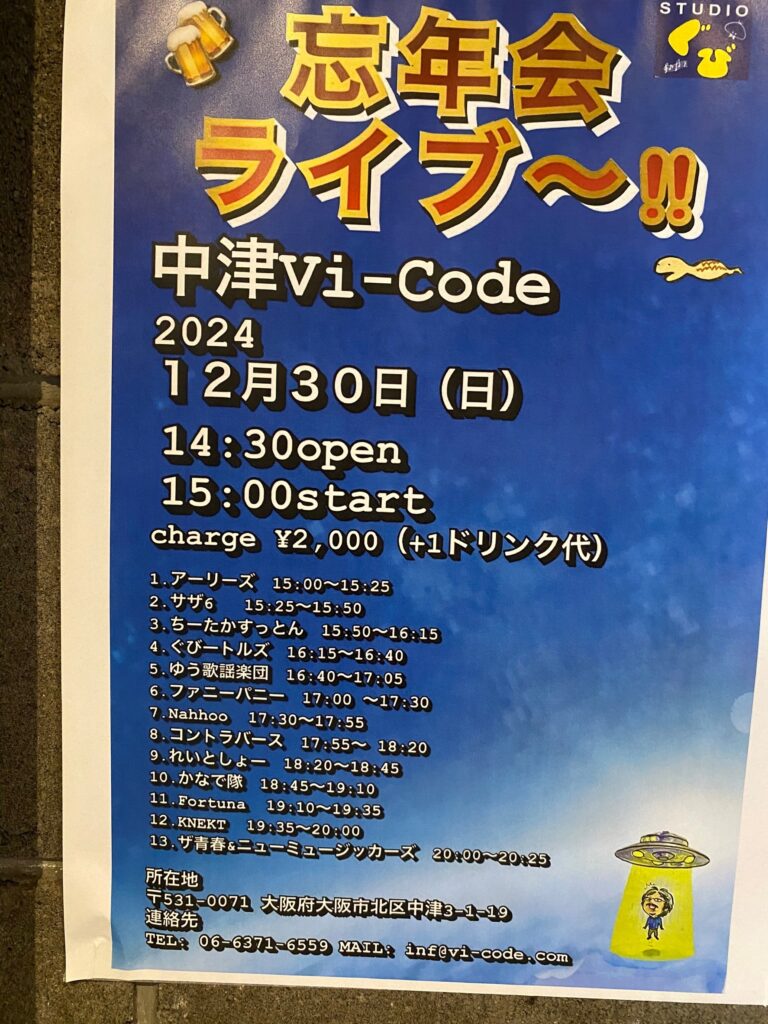 STUDIO
ぐび
忘年会
ライブ〜!!
中津Vi-Code
2024
12月30日（日）
14:30open
15:00start
charge ¥2,000（+1ドリンク代）
1.アーリーズ 15:00〜15:25
2.サザ6 15:25〜15:50
3.ちーたかすっとん 15:50〜16:15
4.ぐびートルズ 16:15〜16:40
5.ゆう歌謡楽団 16:40〜17:05
6.ファニーパニー 17:00 〜17:30
7.Nahhoo 17:30〜17:55
8.コントラバース 17:55〜 18:20
9.れいとしょー 18:20〜18:45
10.かなで隊 18:45〜19:10
11.Fortuna 19:10〜19:35
12.KNEKT 19:35〜20:00
13.ザ青春&ニューミュージッカーズ 20:00〜20:25
所在地
〒531-0071 大阪府大阪市北区中津3-1-19
連絡先
TEL: 06-6371-6559 MAIL: inf@vi-code.com